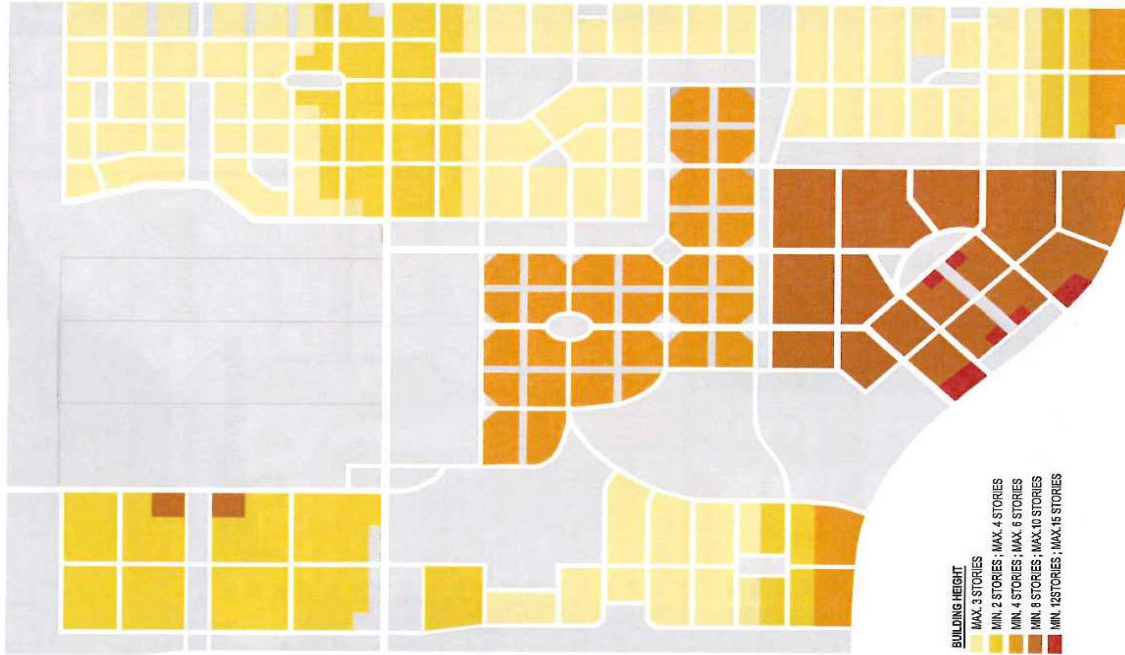 BUILDING HEIGHT
MAX. 3 STORIES
MIN. 2 STORIES ; MAX. 4 STORIES
MIN. 4 STORIES ; MAX. 6 STORIES
MIN. 8 STORIES ; MAX.10 STORIES
MIN. 12STORIES ; MAX.15 STORIES